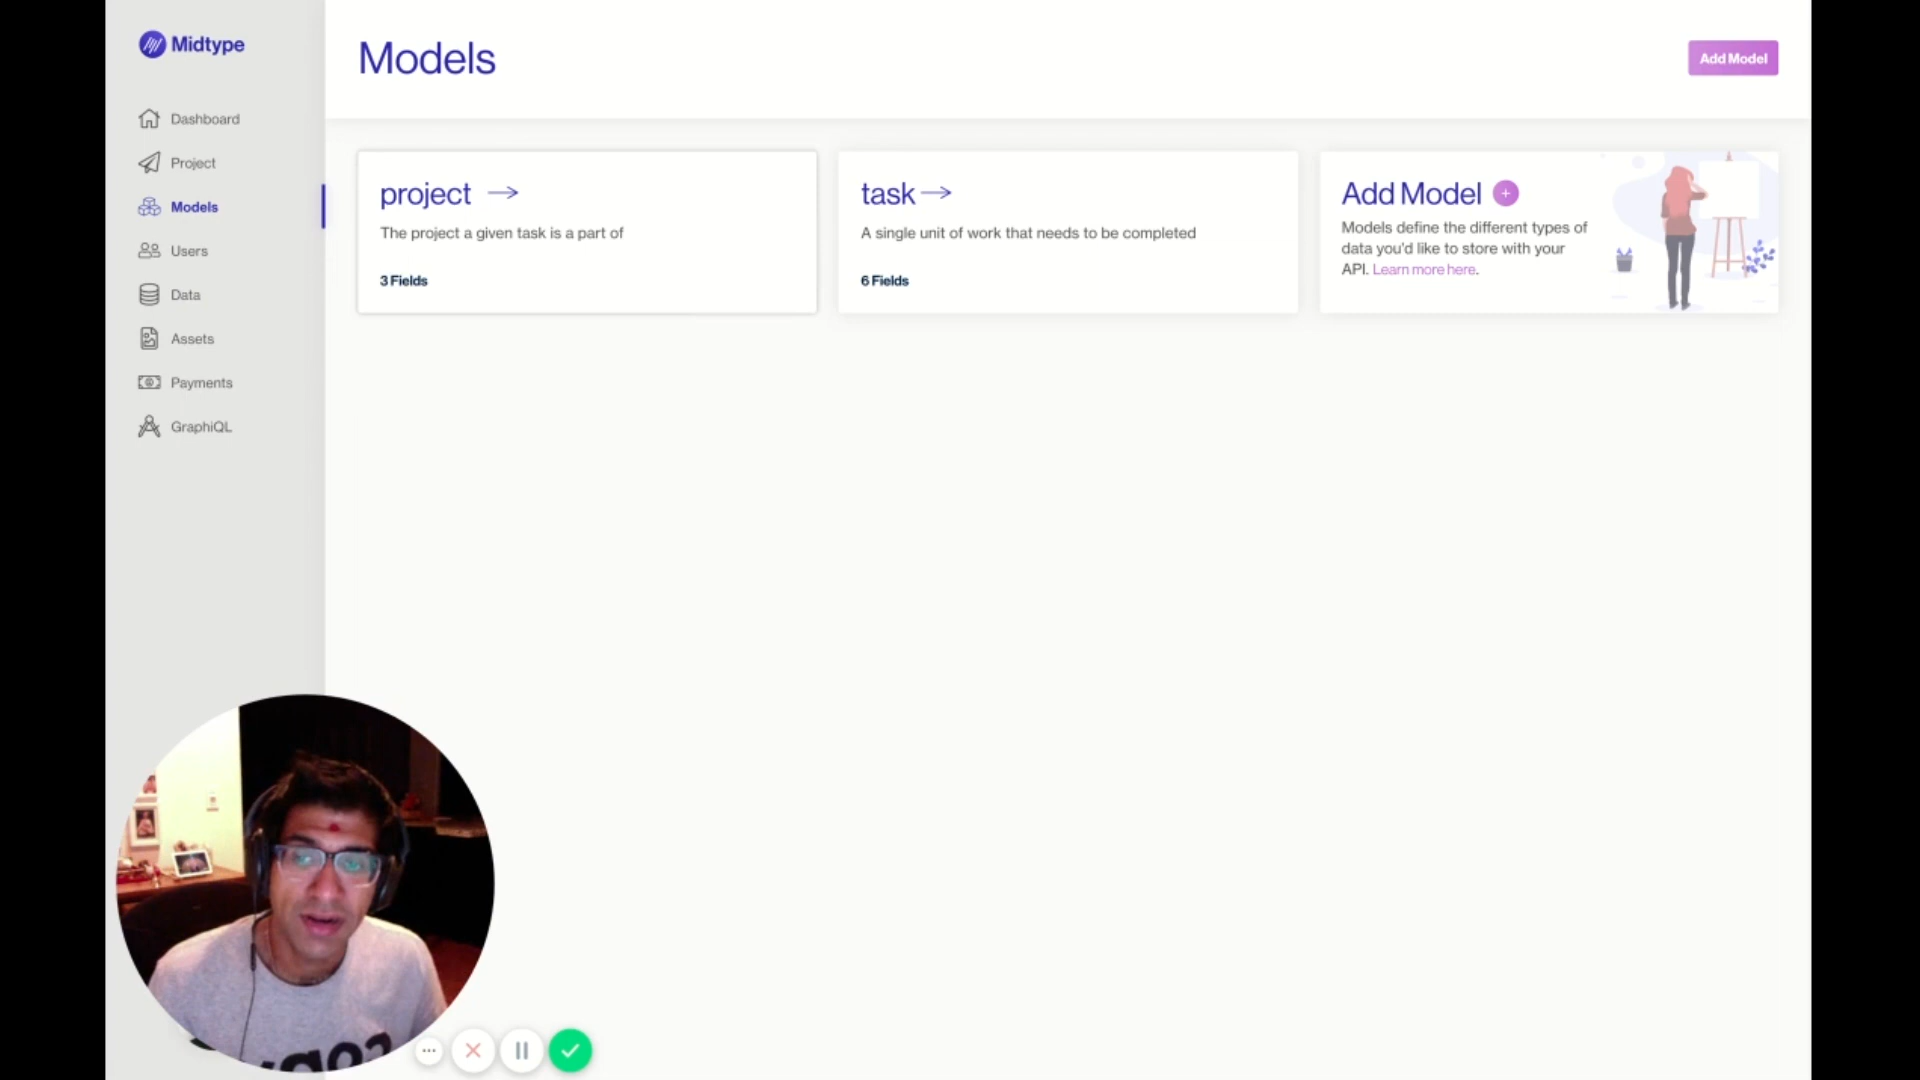 Midtype
Models
Add Model
Dashboard
Project
Models
Users
Data
Assets
Payments
GraphiQL
project
The project a given task is a part of
3 Fields
task
A single unit of work that needs to be completed
6 Fields
Add Model
Models define the different types of
data you'd like to store with your
API. Learn more here.